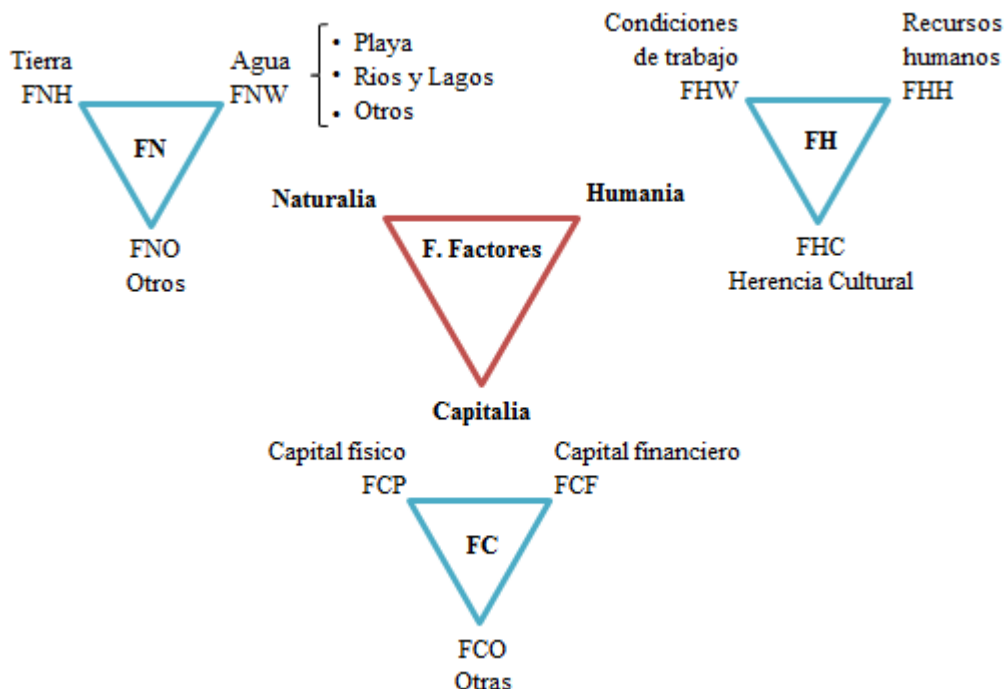 Tierra
FNH
Agua
FNW
• Playa
• Rios y Lagos
• Otros
FN
FNO
Otros
Condiciones
de trabajo
FHW
Recursos
humanos
FHH
FH
FHC
Herencia Cultural
Naturalia
Humania
F. Factores
Capitalia
Capital físico
FCP
Capital financiero
FCF
FC
FCO
Otras